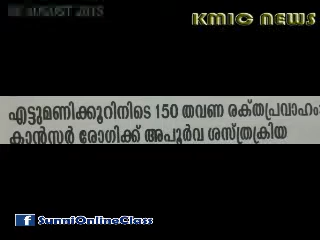 AUGUST 2013
KMIC NEWS
എട്ടുമണിക്കൂറിനിടെ 150 തവണ രക്തപ്രവാഹം:
കാൻസർ രോഗിക്ക് അപൂർവ ശസ്ത്രക്രിയ
f SunniOnlineClass